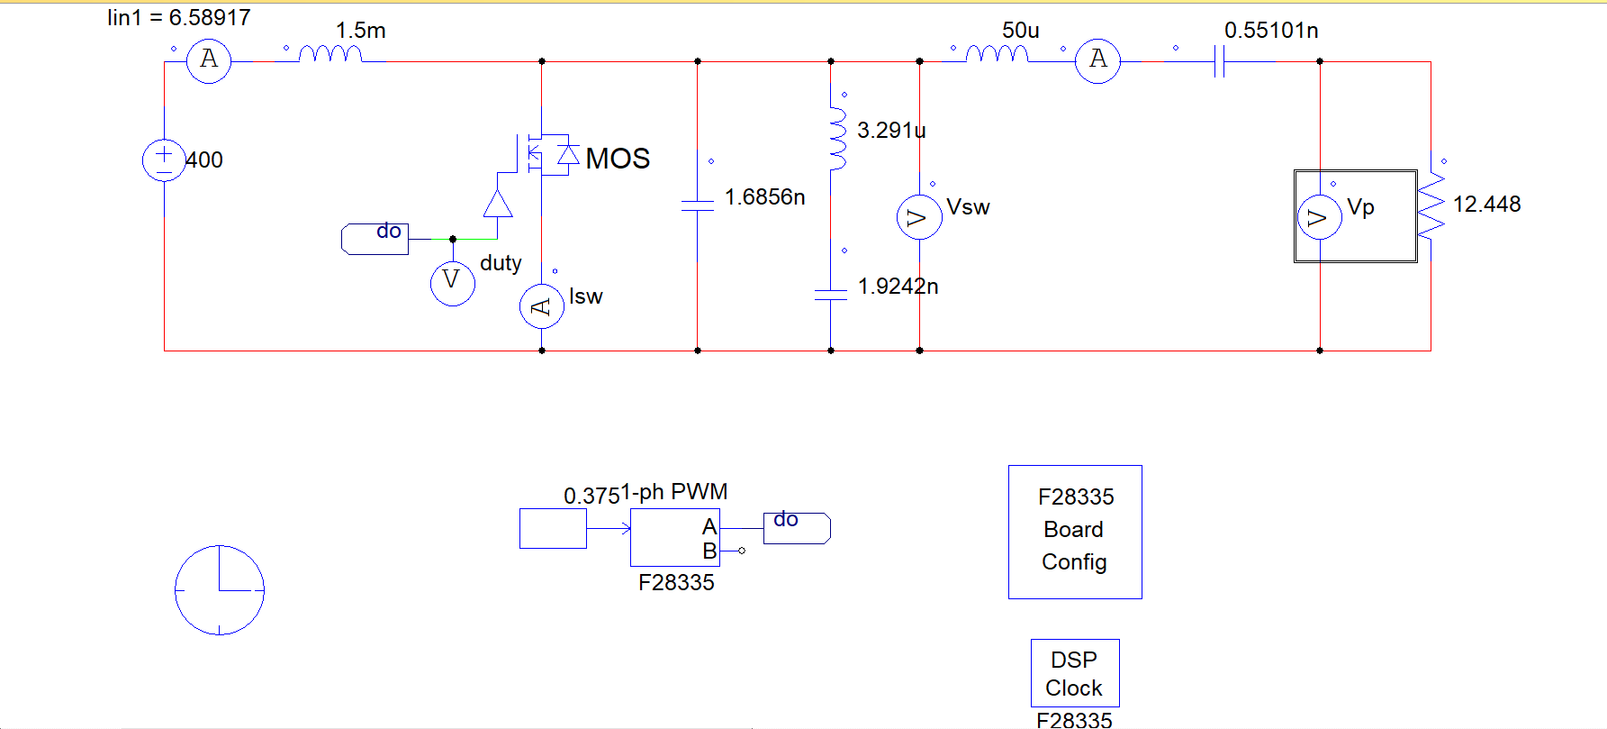 Iin1 = 6.58917
1.5m
50u
0.55101n
A
A
3.291u
400
MOS
1.6856n
V
Vsw
V
Vp
12.448
do
V
duty
A
Isw
1.9242n
0.375
1-ph PWM
A
B
F28335
do
F28335
Board
Config
DSP
Clock
F28335